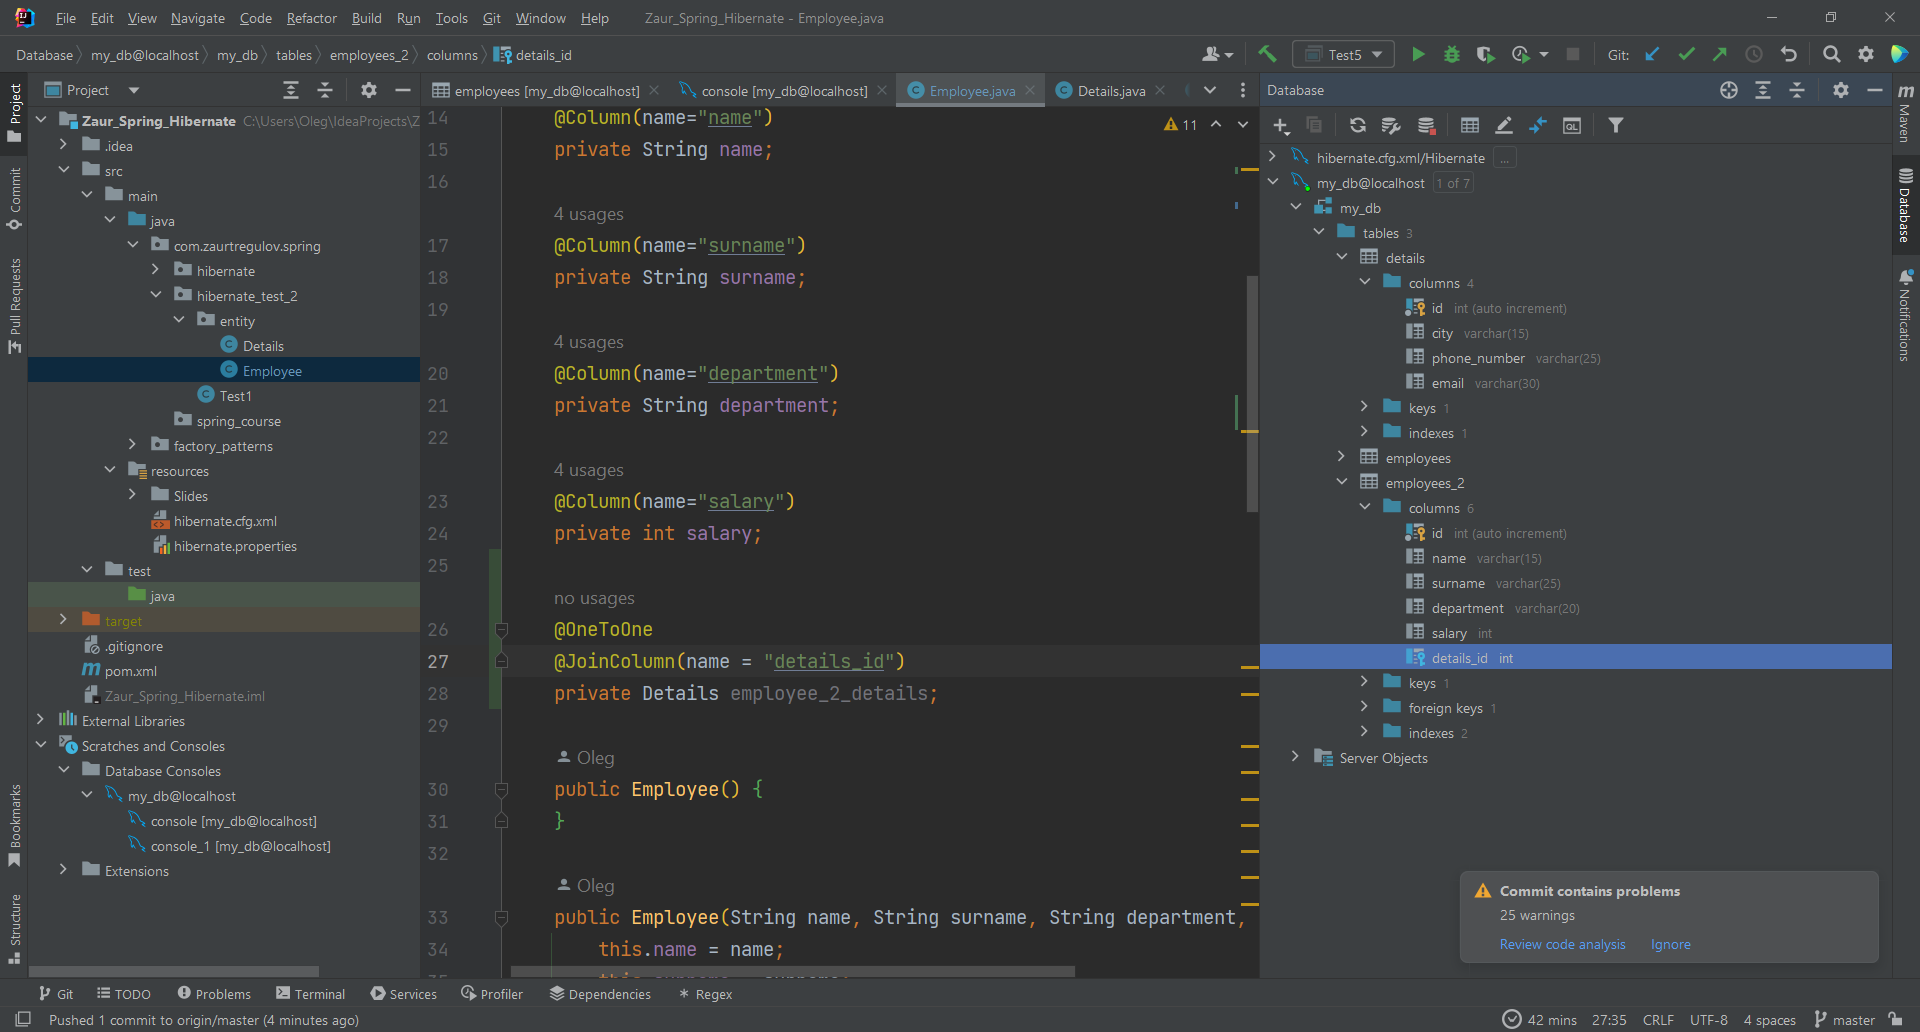 File Edit View Navigate Code Refactor Build Run Tools Git Window Help Zaur_Spring_Hibernate - Employee.java
Database my_db@localhost my_db tables employees_2 columns details_id Test5 Git:
Project
employees [my_db@localhost] console [my_db@localhost] Employee.java Details.java
Database
Project
Commit
Pull Requests
Bookmarks
Structure
Zaur_Spring_Hibernate C:\Users\Oleg\IdeaProjects\Z
.idea
src
main
java
com.zaurtregulov.spring
hibernate
hibernate_test_2
entity
Details
Employee
Test1
spring_course
factory_patterns
resources
Slides
hibernate.cfg.xml
hibernate.properties
test
java
target
.gitignore
pom.xml
Zaur_Spring_Hibernate.iml
External Libraries
Scratches and Consoles
Database Consoles
my_db@localhost
console [my_db@localhost]
console_1 [my_db@localhost]
Extensions
11
14 @Column(name="name")
15 private String name;
16
4 usages
17 @Column(name="surname")
18 private String surname;
19
4 usages
20 @Column(name="department")
21 private String department;
22
4 usages
23 @Column(name="salary")
24 private int salary;
25
no usages
26 @OneToOne
27 @JoinColumn(name = "details_id")
28 private Details employee_2_details;
29
Oleg
30 public Employee() {
31 }
32
Oleg
33 public Employee(String name, String surname, String department,
34 this.name = name;
hibernate.cfg.xml/Hibernate ...
my_db@localhost 1 of 7
my_db
tables 3
details
columns 4
id int (auto increment)
city varchar(15)
phone_number varchar(25)
email varchar(30)
keys 1
indexes 1
employees
employees_2
columns 6
id int (auto increment)
name varchar(15)
surname varchar(25)
department varchar(20)
salary int
details_id int
keys 1
foreign keys 1
indexes 2
Server Objects
Maven
Database
Notifications
Commit contains problems
25 warnings
Review code analysis Ignore
Git TODO Problems Terminal Services Profiler Dependencies Regex
Pushed 1 commit to origin/master (4 minutes ago) 42 mins 27:35 CRLF UTF-8 4 spaces master